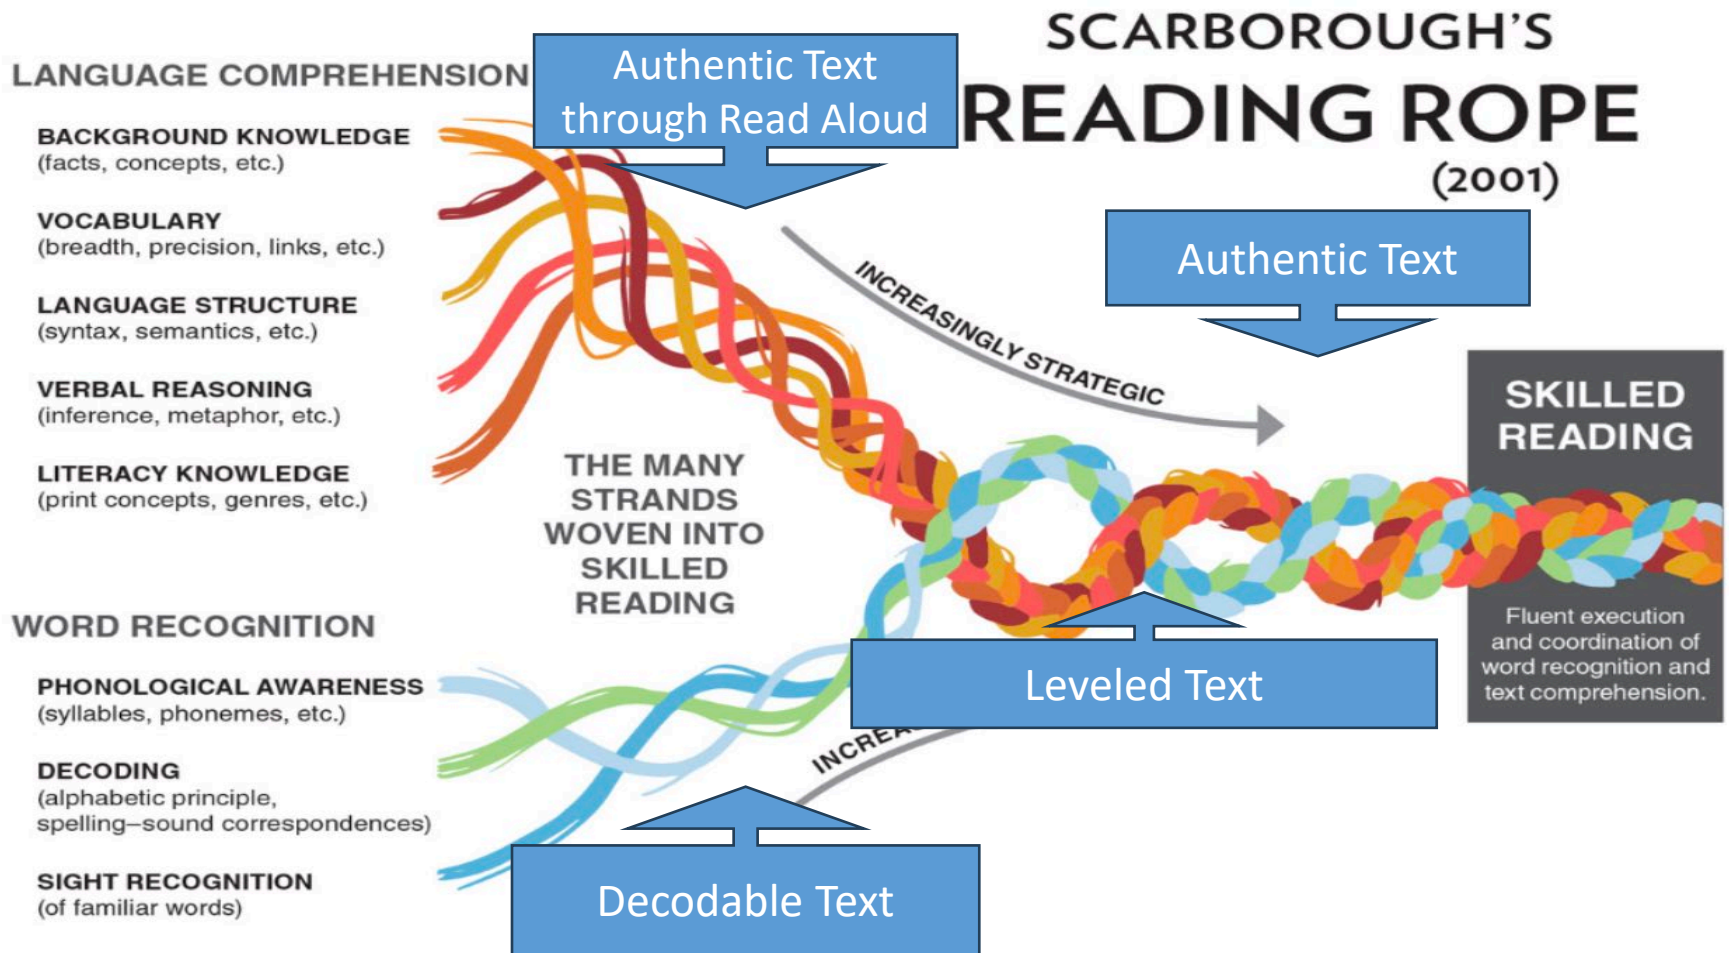 SCARBOROUGH'S
READING ROPE
(2001)
LANGUAGE COMPREHENSION
BACKGROUND KNOWLEDGE
(facts, concepts, etc.)
VOCABULARY
(breadth, precision, links, etc.)
LANGUAGE STRUCTURE
(syntax, semantics, etc.)
VERBAL REASONING
(inference, metaphor, etc.)
LITERACY KNOWLEDGE
(print concepts, genres, etc.)
WORD RECOGNITION
PHONOLOGICAL AWARENESS
(syllables, phonemes, etc.)
DECODING
(alphabetic principle,
spelling–sound correspondences)
SIGHT RECOGNITION
(of familiar words)
Authentic Text
through Read Aloud
INCREASINGLY STRATEGIC
Authentic Text
THE MANY
STRANDS
WOVEN INTO
SKILLED
READING
Leveled Text
Decodable Text
SKILLED
READING
Fluent execution
and coordination of
word recognition and
text comprehension.